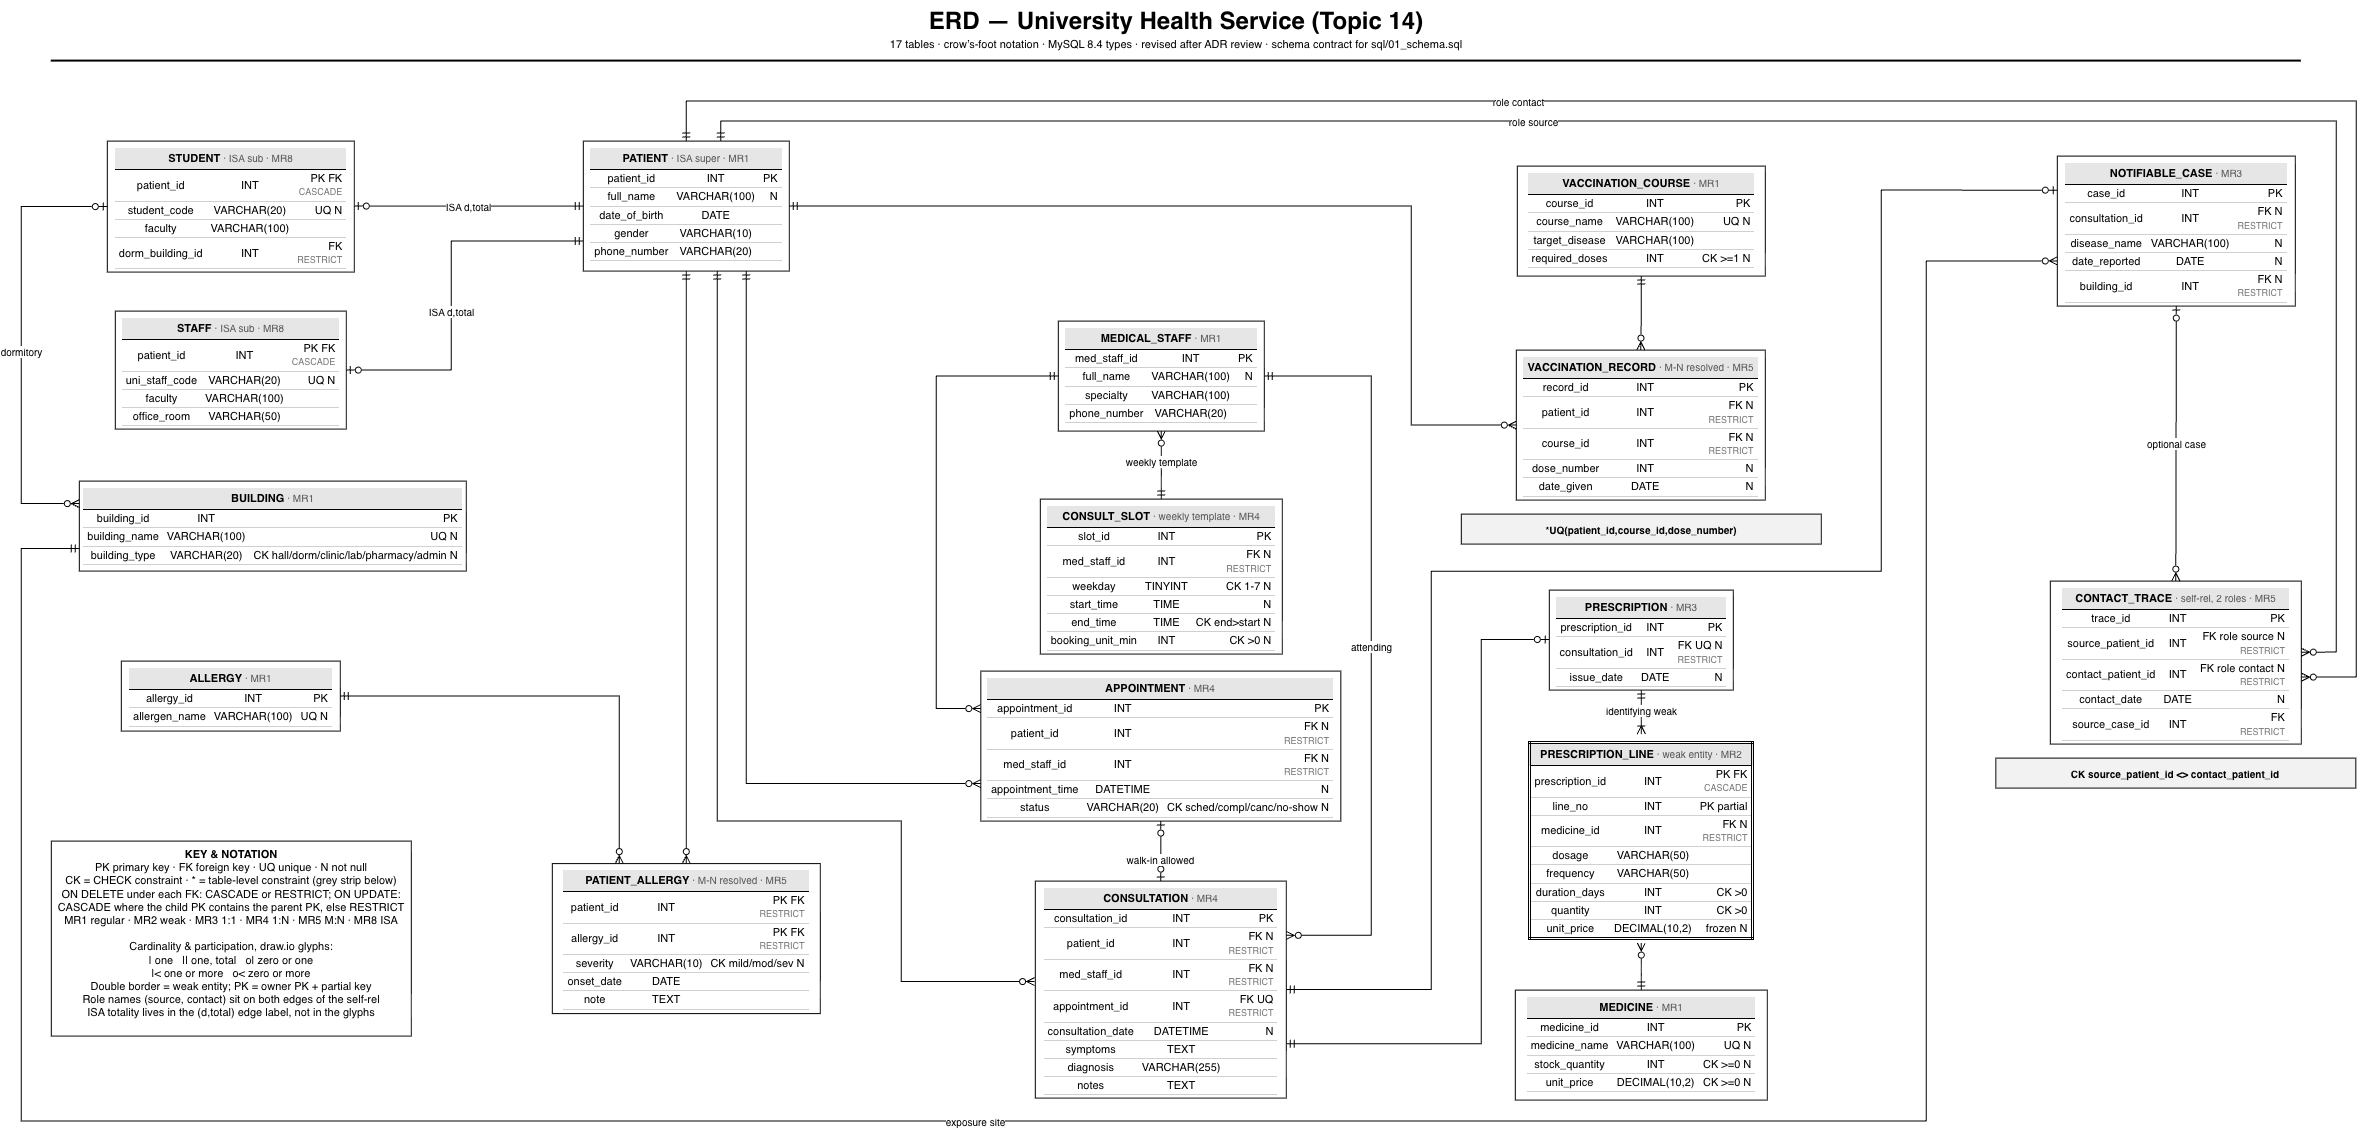 ERD — University Health Service (Topic 14)
17 tables · crow's-foot notation · MySQL 8.4 types · revised after ADR review · schema contract for sql/01_schema.sql
role contact
role source
STUDENT · ISA sub · MR8
patient_id INT PK FK
CASCADE
student_code VARCHAR(20) UQ N
faculty VARCHAR(100)
dorm_building_id INT FK
RESTRICT
ISA d,total
ISA d,total
dormitory
PATIENT · ISA super · MR1
patient_id INT PK
full_name VARCHAR(100) N
date_of_birth DATE
gender VARCHAR(10)
phone_number VARCHAR(20)
STAFF · ISA sub · MR8
patient_id INT PK FK
CASCADE
uni_staff_code VARCHAR(20) UQ N
faculty VARCHAR(100)
office_room VARCHAR(50)
BUILDING · MR1
building_id INT PK
building_name VARCHAR(100) UQ N
building_type VARCHAR(20) CK hall/dorm/clinic/lab/pharmacy/admin N
ALLERGY · MR1
allergy_id INT PK
allergen_name VARCHAR(100) UQ N
KEY & NOTATION
PK primary key · FK foreign key · UQ unique · N not null
CK = CHECK constraint · * = table-level constraint (grey strip below)
ON DELETE under each FK: CASCADE or RESTRICT; ON UPDATE:
CASCADE where the child PK contains the parent PK, else RESTRICT
MR1 regular · MR2 weak · MR3 1:1 · MR4 1:N · MR5 M:N · MR8 ISA
Cardinality & participation, draw.io glyphs:
I one II one, total oI zero or one
I< one or more o< zero or more
Double border = weak entity; PK = owner PK + partial key
Role names (source, contact) sit on both edges of the self-rel
ISA totality lives in the (d,total) edge label, not in the glyphs
PATIENT_ALLERGY · M-N resolved · MR5
patient_id INT PK FK
RESTRICT
allergy_id INT PK FK
RESTRICT
severity VARCHAR(10) CK mild/mod/sev N
onset_date DATE
note TEXT
MEDICAL_STAFF · MR1
med_staff_id INT PK
full_name VARCHAR(100) N
specialty VARCHAR(100)
phone_number VARCHAR(20)
weekly template
CONSULT_SLOT · weekly template · MR4
slot_id INT PK
med_staff_id INT FK N
RESTRICT
weekday TINYINT CK 1-7 N
start_time TIME N
end_time TIME CK end>start N
booking_unit_min INT CK >0 N
attending
APPOINTMENT · MR4
appointment_id INT PK
patient_id INT FK N
RESTRICT
med_staff_id INT FK N
RESTRICT
appointment_time DATETIME N
status VARCHAR(20) CK sched/compl/canc/no-show N
walk-in allowed
CONSULTATION · MR4
consultation_id INT PK
patient_id INT FK N
RESTRICT
med_staff_id INT FK N
RESTRICT
appointment_id INT FK UQ
RESTRICT
consultation_date DATETIME N
symptoms TEXT
diagnosis VARCHAR(255)
notes TEXT
exposure site
VACCINATION_COURSE · MR1
course_id INT PK
course_name VARCHAR(100) UQ N
target_disease VARCHAR(100)
required_doses INT CK >=1 N
VACCINATION_RECORD · M-N resolved · MR5
record_id INT PK
patient_id INT FK N
RESTRICT
course_id INT FK N
RESTRICT
dose_number INT N
date_given DATE N
*UQ(patient_id,course_id,dose_number)
PRESCRIPTION · MR3
prescription_id INT PK
consultation_id INT FK UQ N
RESTRICT
issue_date DATE N
identifying weak
PRESCRIPTION_LINE · weak entity · MR2
prescription_id INT PK FK
CASCADE
line_no INT PK partial
medicine_id INT FK N
RESTRICT
dosage VARCHAR(50)
frequency VARCHAR(50)
duration_days INT CK >0
quantity INT CK >0
unit_price DECIMAL(10,2) frozen N
MEDICINE · MR1
medicine_id INT PK
medicine_name VARCHAR(100) UQ N
stock_quantity INT CK >=0 N
unit_price DECIMAL(10,2) CK >=0 N
NOTIFIABLE_CASE · MR3
case_id INT PK
consultation_id INT FK N
RESTRICT
disease_name VARCHAR(100) N
date_reported DATE N
building_id INT FK N
RESTRICT
optional case
CONTACT_TRACE · self-rel, 2 roles · MR5
trace_id INT PK
source_patient_id INT FK role source N
RESTRICT
contact_patient_id INT FK role contact N
RESTRICT
contact_date DATE N
source_case_id INT FK
RESTRICT
CK source_patient_id <> contact_patient_id